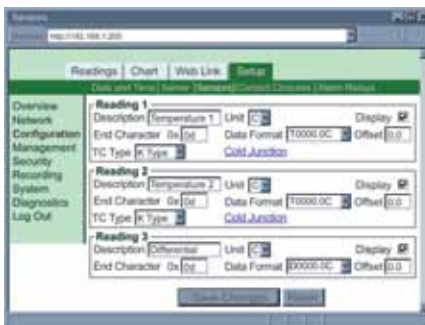 http://192.168.1.200
Readings Chart Web Link Setup
Date and Time Server Sensors Contact Closures Alarm Relays
Overview
Network
Configuration
Management
Security
Recording
System
Diagnostics
Log Out
Reading 1
Description Temperature 1 Unit C Display
End Character 0x 0d Data Format T0000.0C Offset 0.0
TC Type K Type Cold Junction
Reading 2
Description Temperature 2 Unit C Display
End Character 0x 0d Data Format T0000.0C Offset 0.0
TC Type K Type Cold Junction
Reading 3
Description Differential Unit C Display
End Character 0x 0d Data Format D0000.0C Offset 0.0
Save Changes Reset